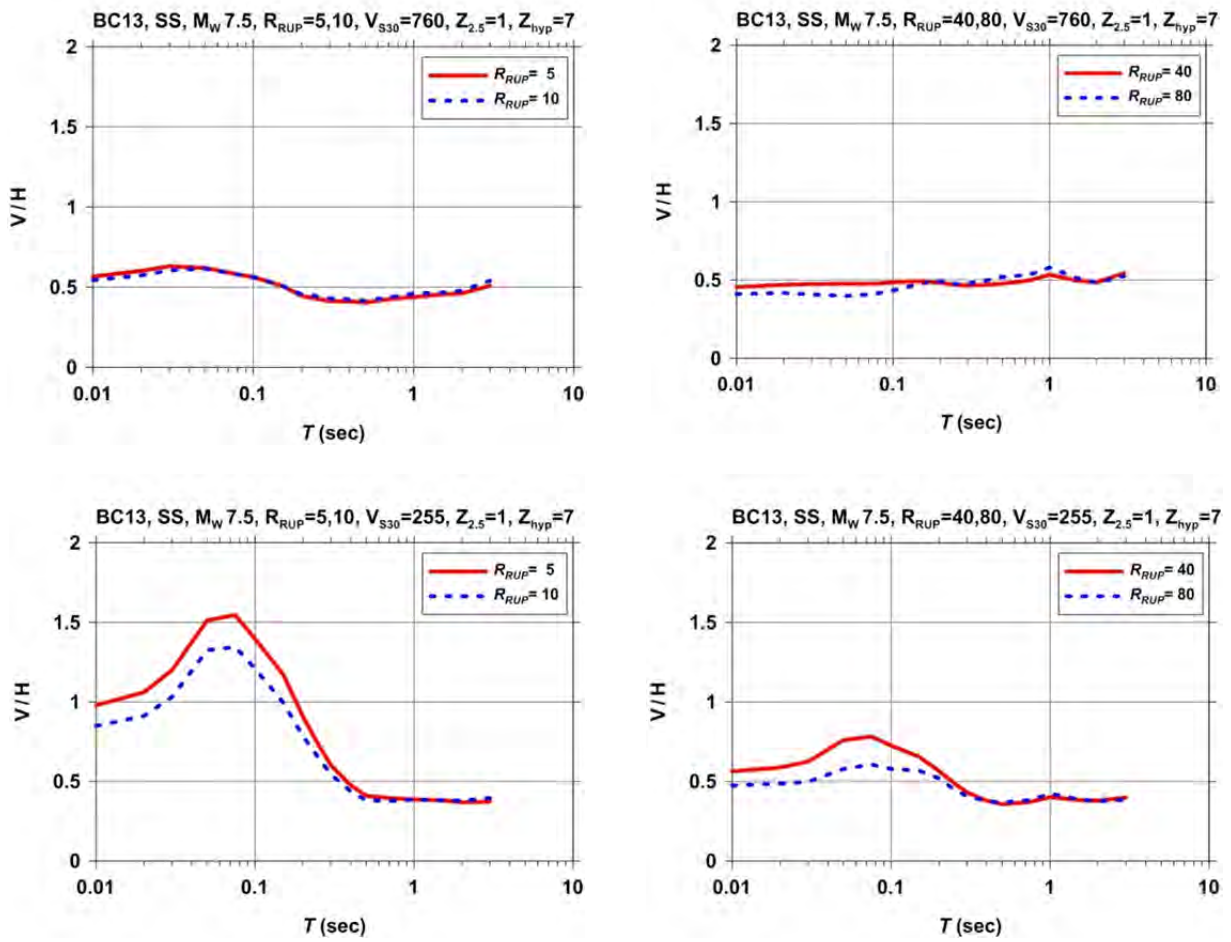 BC13, SS, MW 7.5, RRUP=5,10, VS30=760, Z2.5=1, Zhyp=7
2
1.5
1
0.5
0
V/H
RRUP= 5
RRUP= 10
0.01 0.1 1 10
T (sec)
BC13, SS, MW 7.5, RRUP=40,80, VS30=760, Z2.5=1, Zhyp=7
2
1.5
1
0.5
0
V/H
RRUP= 40
RRUP= 80
0.01 0.1 1 10
T (sec)
BC13, SS, MW 7.5, RRUP=5,10, VS30=255, Z2.5=1, Zhyp=7
2
1.5
1
0.5
0
V/H
RRUP= 5
RRUP= 10
0.01 0.1 1 10
T (sec)
BC13, SS, MW 7.5, RRUP=40,80, VS30=255, Z2.5=1, Zhyp=7
2
1.5
1
0.5
0
V/H
RRUP= 40
RRUP= 80
0.01 0.1 1 10
T (sec)